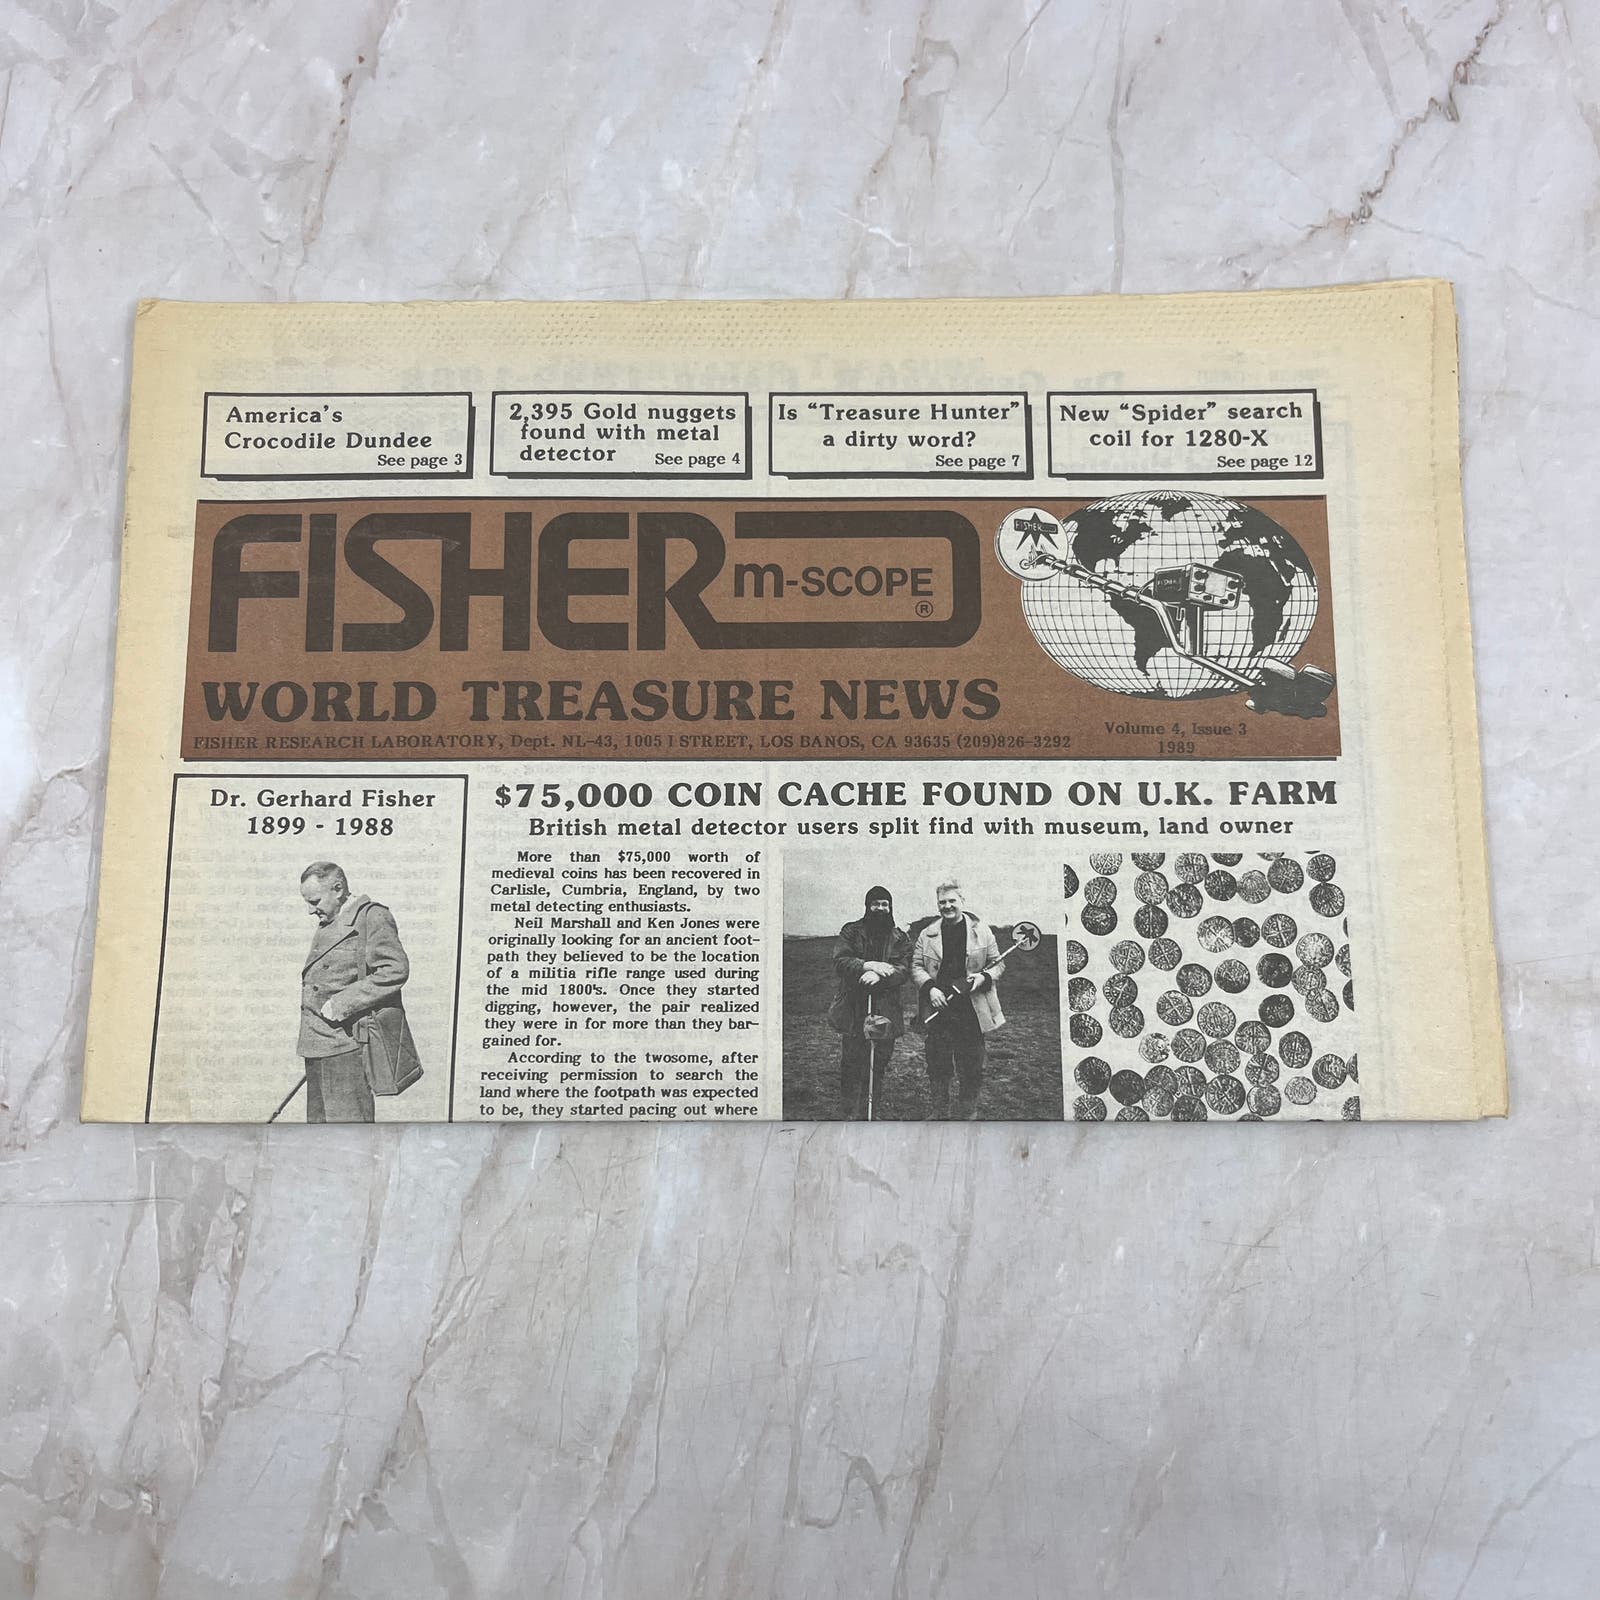 America's
Crocodile Dundee
See page 3
2,395 Gold nuggets
found with metal
detector See page 4
Is "Treasure Hunter"
a dirty word?
See page 7
New "Spider" search
coil for 1280-X
See page 12
FISHER m-SCOPE ®
FISHER
FISHER
WORLD TREASURE NEWS
FISHER RESEARCH LABORATORY, Dept. NL-43, 1005 I STREET, LOS BANOS, CA 93635 (209)826-3292
Volume 4, Issue 3
1989
Dr. Gerhard Fisher
1899 - 1988
$75,000 COIN CACHE FOUND ON U.K. FARM
British metal detector users split find with museum, land owner
More than $75,000 worth of
medieval coins has been recovered in
Carlisle, Cumbria, England, by two
metal detecting enthusiasts.
Neil Marshall and Ken Jones were
originally looking for an ancient foot-
path they believed to be the location
of a militia rifle range used during
the mid 1800's. Once they started
digging, however, the pair realized
they were in for more than they bar-
gained for.
According to the twosome, after
receiving permission to search the
land where the footpath was expected
to be, they started pacing out where